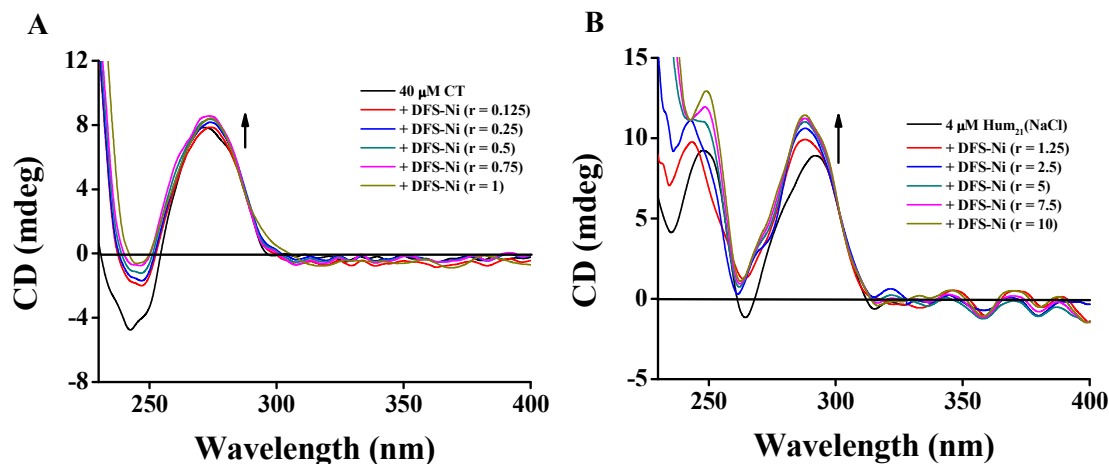 A
12
8
4
0
-4
-8
CD (mdeg)
250
300
350
400
Wavelength (nm)
40 μM CT
+ DFS-Ni (r = 0.125)
+ DFS-Ni (r = 0.25)
+ DFS-Ni (r = 0.5)
+ DFS-Ni (r = 0.75)
+ DFS-Ni (r = 1)
B
15
10
5
0
-5
CD (mdeg)
250
300
350
400
Wavelength (nm)
4 μM Hum21(NaCl)
+ DFS-Ni (r = 1.25)
+ DFS-Ni (r = 2.5)
+ DFS-Ni (r = 5)
+ DFS-Ni (r = 7.5)
+ DFS-Ni (r = 10)